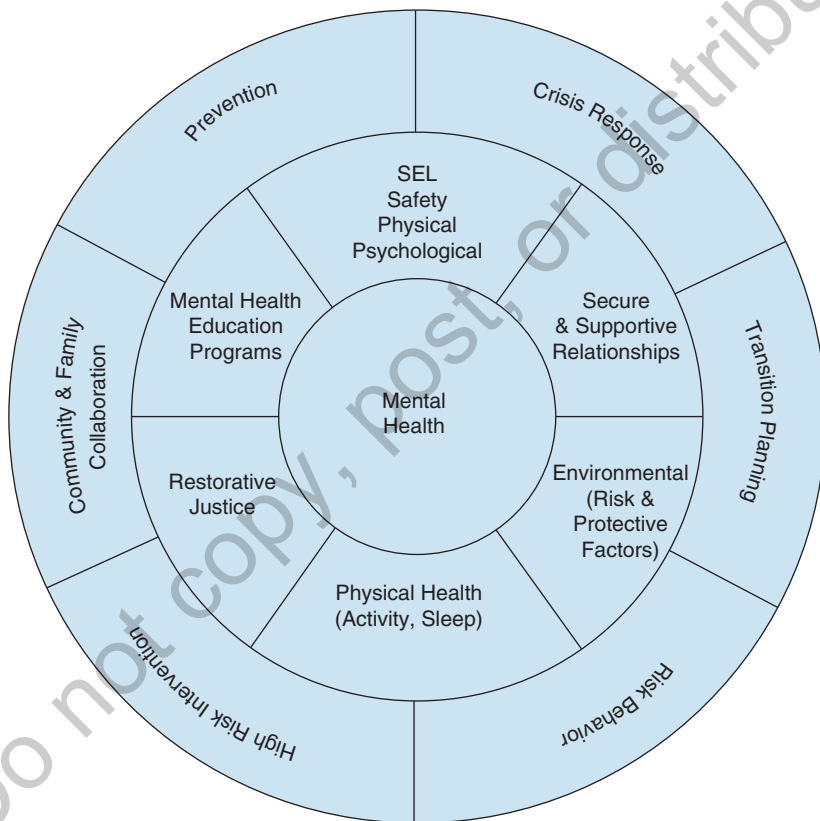 Prevention
Crisis Response
SEL
Safety
Physical
Psychological
Mental Health
Education
Programs
Secure
& Supportive
Relationships
Community & Family
Collaboration
Mental
Health
Transition Planning
Restorative
Justice
Environmental
(Risk &
Protective
Factors)
Physical Health
(Activity, Sleep)
High Risk Intervention
Risk Behavior
Do not copy, post, or distribu